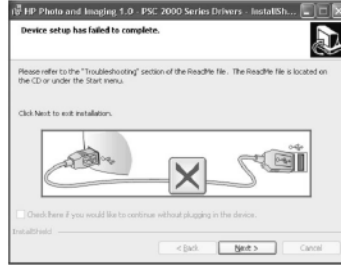 HP Photo and Imaging 1.0 - PSC 2000 Series Drivers - InstallSh...
Device setup has failed to complete.
Please refer to the "Troubleshooting" section of the ReadMe file. The ReadMe file is located on
the CD or under the Start menu.
Click Next to exit installation.
Check here if you would like to continue without plugging in the device.
InstallShield
< Back
Next >
Cancel